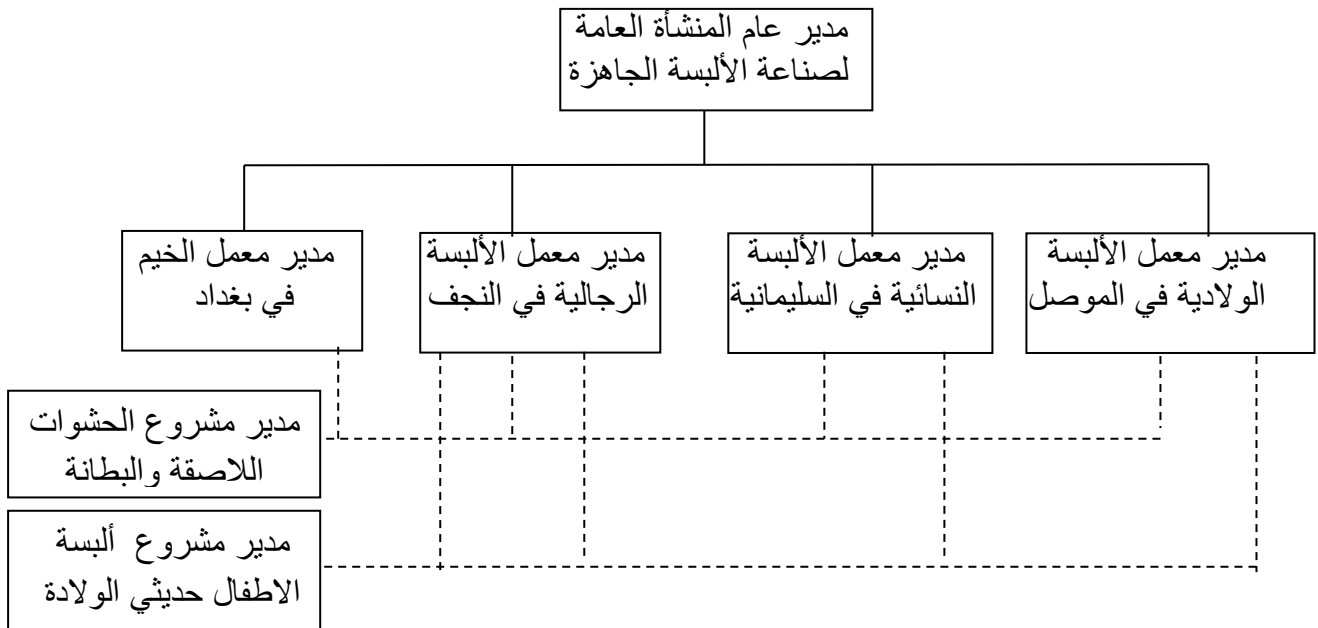 مدير عام المنشأة العامة
لصناعة الألبسة الجاهزة
مدير معمل الألبسة
الولادية في الموصل
مدير معمل الألبسة
النسائية في السليمانية
مدير معمل الألبسة
الرجالية في النجف
مدير معمل الخيم
في بغداد
مدير مشروع الحشوات
اللاصقة والبطانة
مدير مشروع ألبسة
الاطفال حديثي الولادة